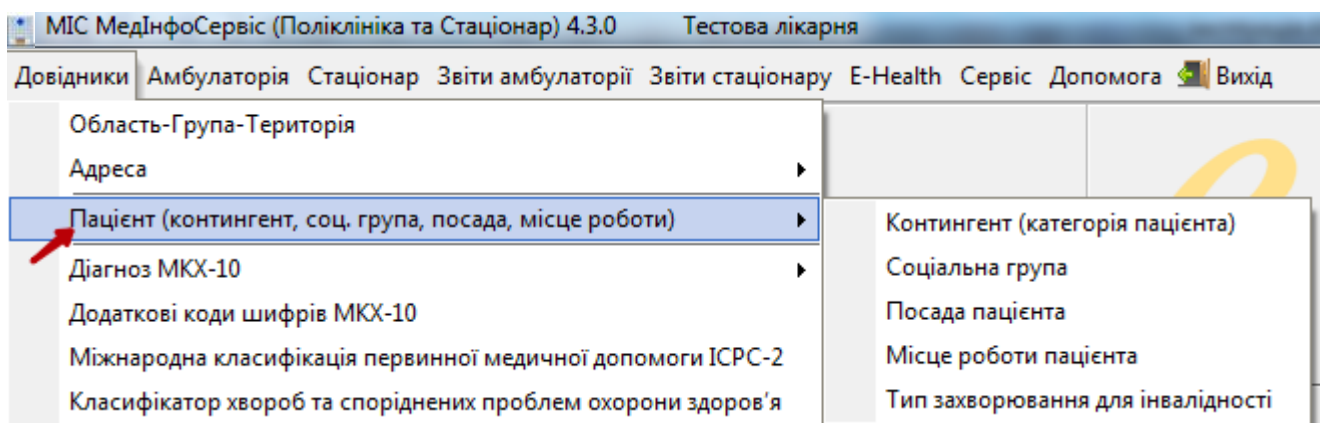 МІС МедІнфоСервіс (Поліклініка та Стаціонар) 4.3.0 Тестова лікарня
Довідники Амбулаторія Стаціонар Звіти амбулаторії Звіти стаціонару E-Health Сервіс Допомога Вихід
Область-Група-Територія
Адреса
Пацієнт (контингент, соц. група, посада, місце роботи)
Діагноз МКХ-10
Додаткові коди шифрів МКХ-10
Міжнародна класифікація первинної медичної допомоги ICPC-2
Класифікатор хвороб та споріднених проблем охорони здоров'я
Контингент (категорія пацієнта)
Соціальна група
Посада пацієнта
Місце роботи пацієнта
Тип захворювання для інвалідності